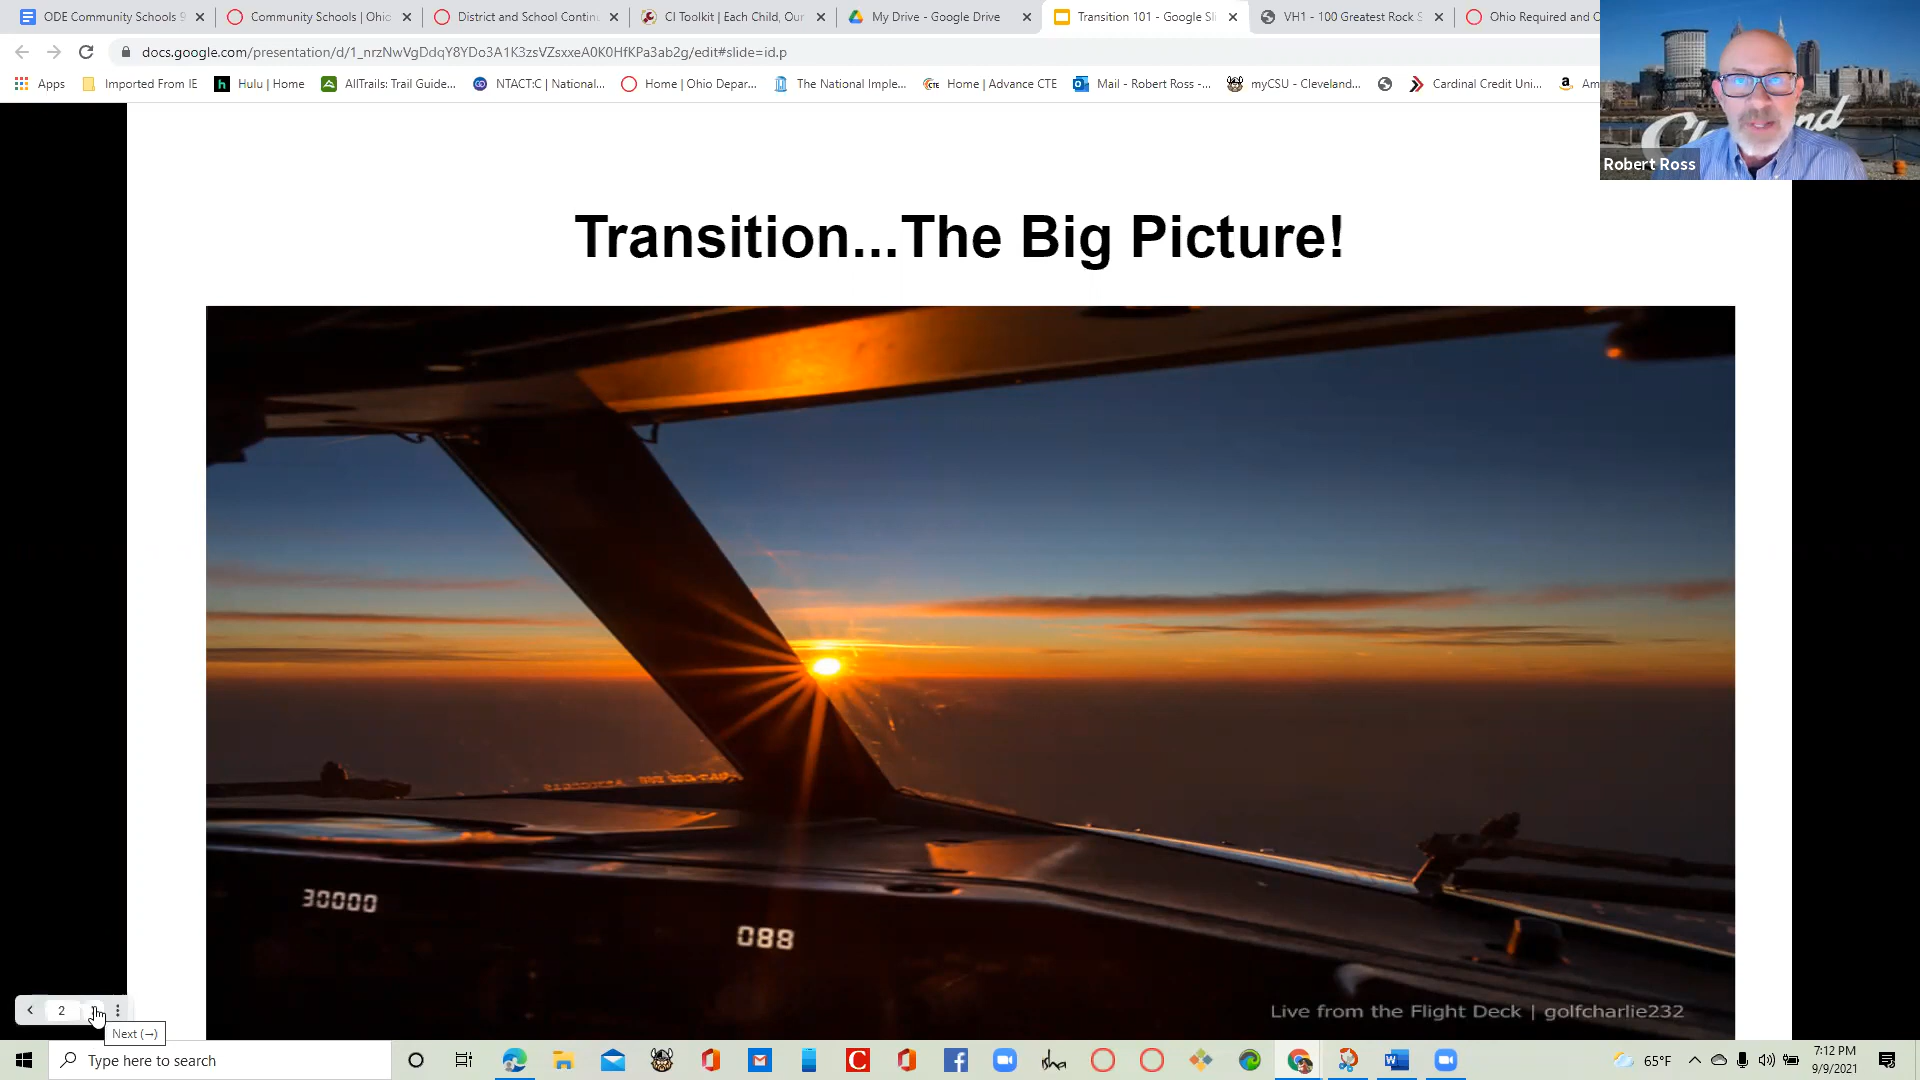 ODE Community Schools 9
Community Schools | Ohio
District and School Continu
CI Toolkit | Each Child, Our
My Drive - Google Drive
Transition 101 - Google Sli
VH1 - 100 Greatest Rock S
Ohio Required and O
docs.google.com/presentation/d/1_nrzNwVgDdqY8YDo3A1K3zsVZsxxeA0K0HfKPa3ab2g/edit#slide=id.p
Apps
Imported From IE
Hulu | Home
AllTrails: Trail Guide...
NTACT:C | National...
Home | Ohio Depar...
The National Imple...
Home | Advance CTE
Mail - Robert Ross -...
myCSU - Cleveland...
Cardinal Credit Uni...
Am
Robert Ross
Transition...The Big Picture!
30000
088
Live from the Flight Deck | golfcharlie232
2
Next (→)
Type here to search
65°F
7:12 PM
9/9/2021